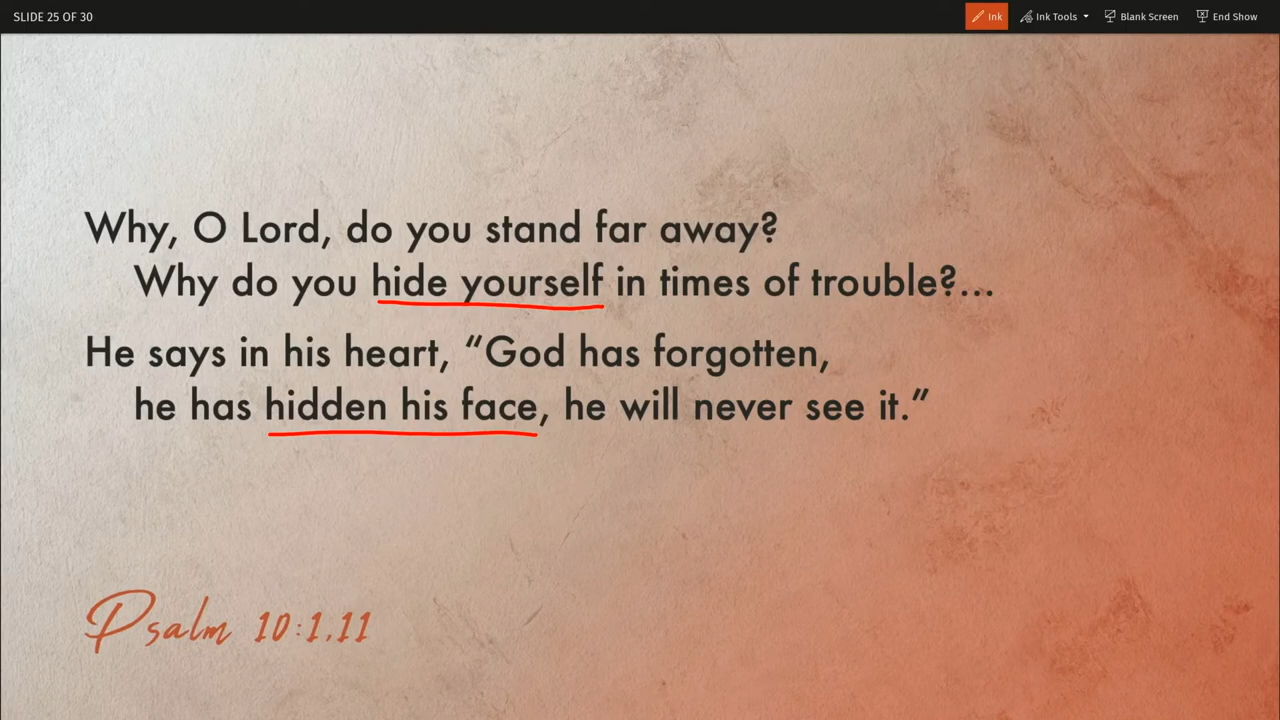 SLIDE 25 OF 30
Ink
Ink Tools
Blank Screen
End Show
Why, O Lord, do you stand far away?
Why do you hide yourself in times of trouble?...
He says in his heart, “God has forgotten,
he has hidden his face, he will never see it.”
Psalm 10:1,11